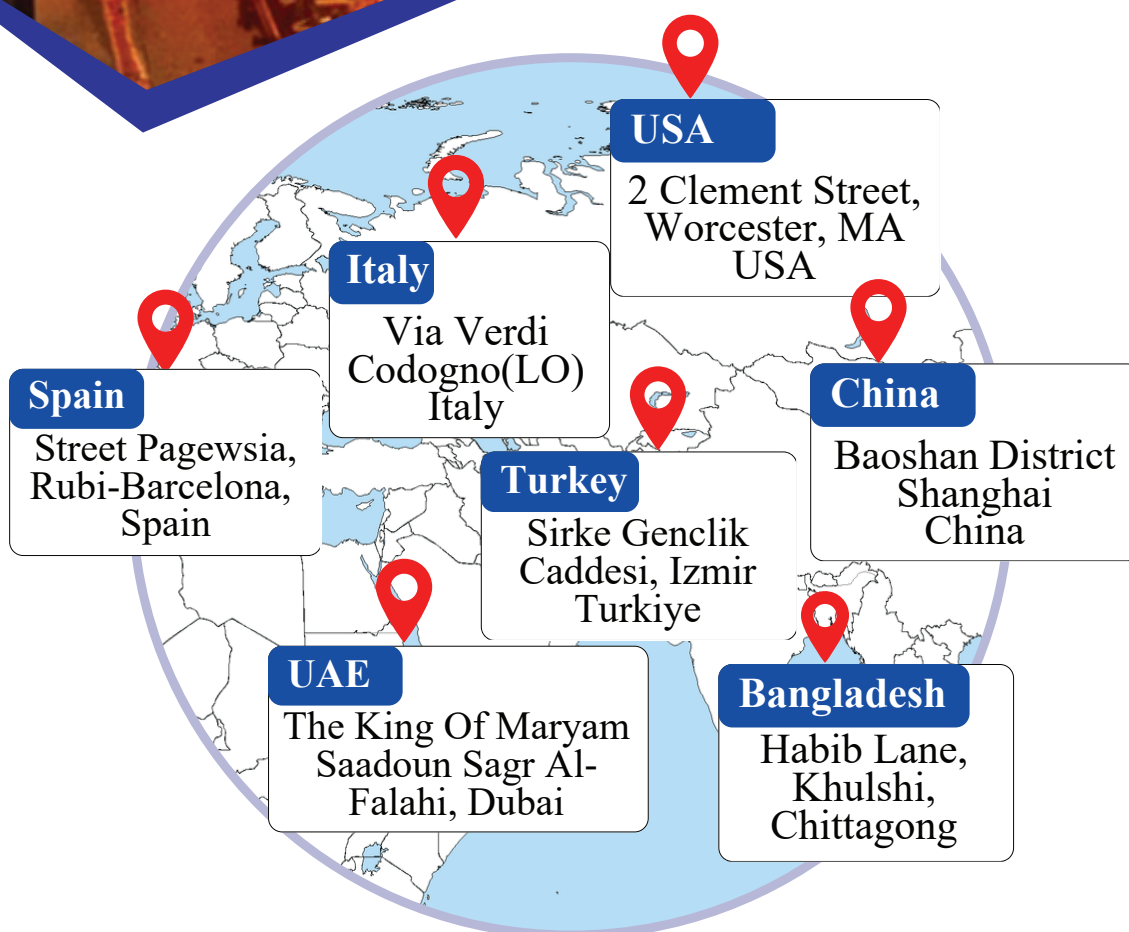 USA
2 Clement Street,
Worcester, MA
USA
Italy
Via Verdi
Codogno(LO)
Italy
Spain
Street Pagewsia,
Rubi-Barcelona,
Spain
China
Baoshan District
Shanghai
China
Turkey
Sirke Genclik
Caddesi, Izmir
Turkiye
UAE
The King Of Maryam
Saadoun Sagr Al-
Falahi, Dubai
Bangladesh
Habib Lane,
Khulshi,
Chittagong